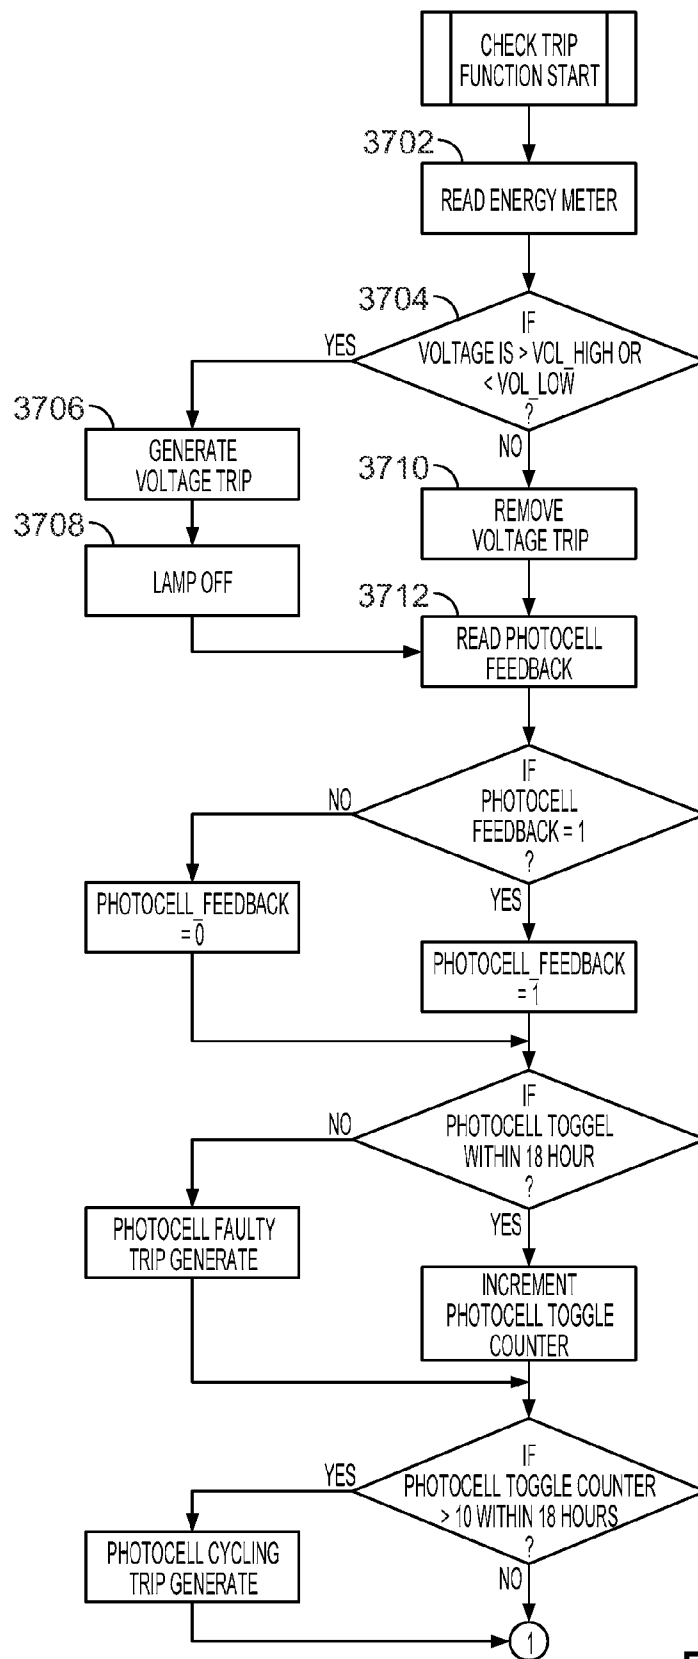 CHECK TRIP
FUNCTION START
3702
READ ENERGY METER
3704
IF
VOLTAGE IS > VOL_HIGH OR
< VOL_LOW
?
YES
NO
3706
GENERATE
VOLTAGE TRIP
3710
REMOVE
VOLTAGE TRIP
3708
LAMP OFF
3712
READ PHOTOCELL
FEEDBACK
IF
PHOTOCELL
FEEDBACK = 1
?
NO
YES
PHOTOCELL_FEEDBACK
= 0
PHOTOCELL_FEEDBACK
= 1
IF
PHOTOCELL TOGGEL
WITHIN 18 HOUR
?
NO
YES
PHOTOCELL FAULTY
TRIP GENERATE
INCREMENT
PHOTOCELL TOGGLE
COUNTER
IF
PHOTOCELL TOGGLE COUNTER
> 10 WITHIN 18 HOURS
?
YES
NO
PHOTOCELL CYCLING
TRIP GENERATE
1